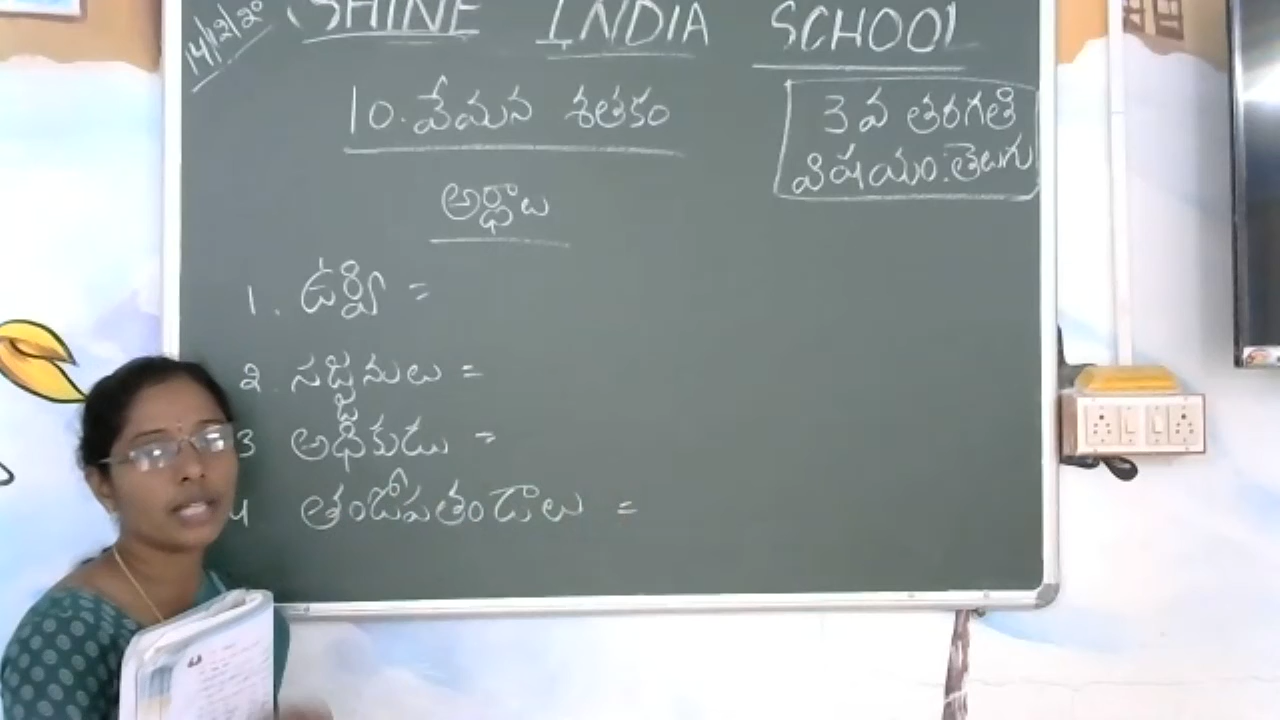 14/12/20
SHINE INDIA SCHOOL
10. వేమన శతకం
3 వ తరగతి
విషయం: తెలుగు
అర్థాలు
1. ఉర్వి =
2. సజ్జనులు =
3 అధికుడు =
4 తండోపతండాలు =